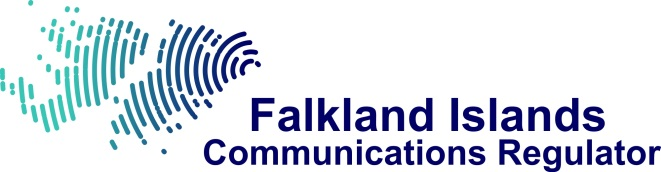 Falkland Islands
Communications Regulator